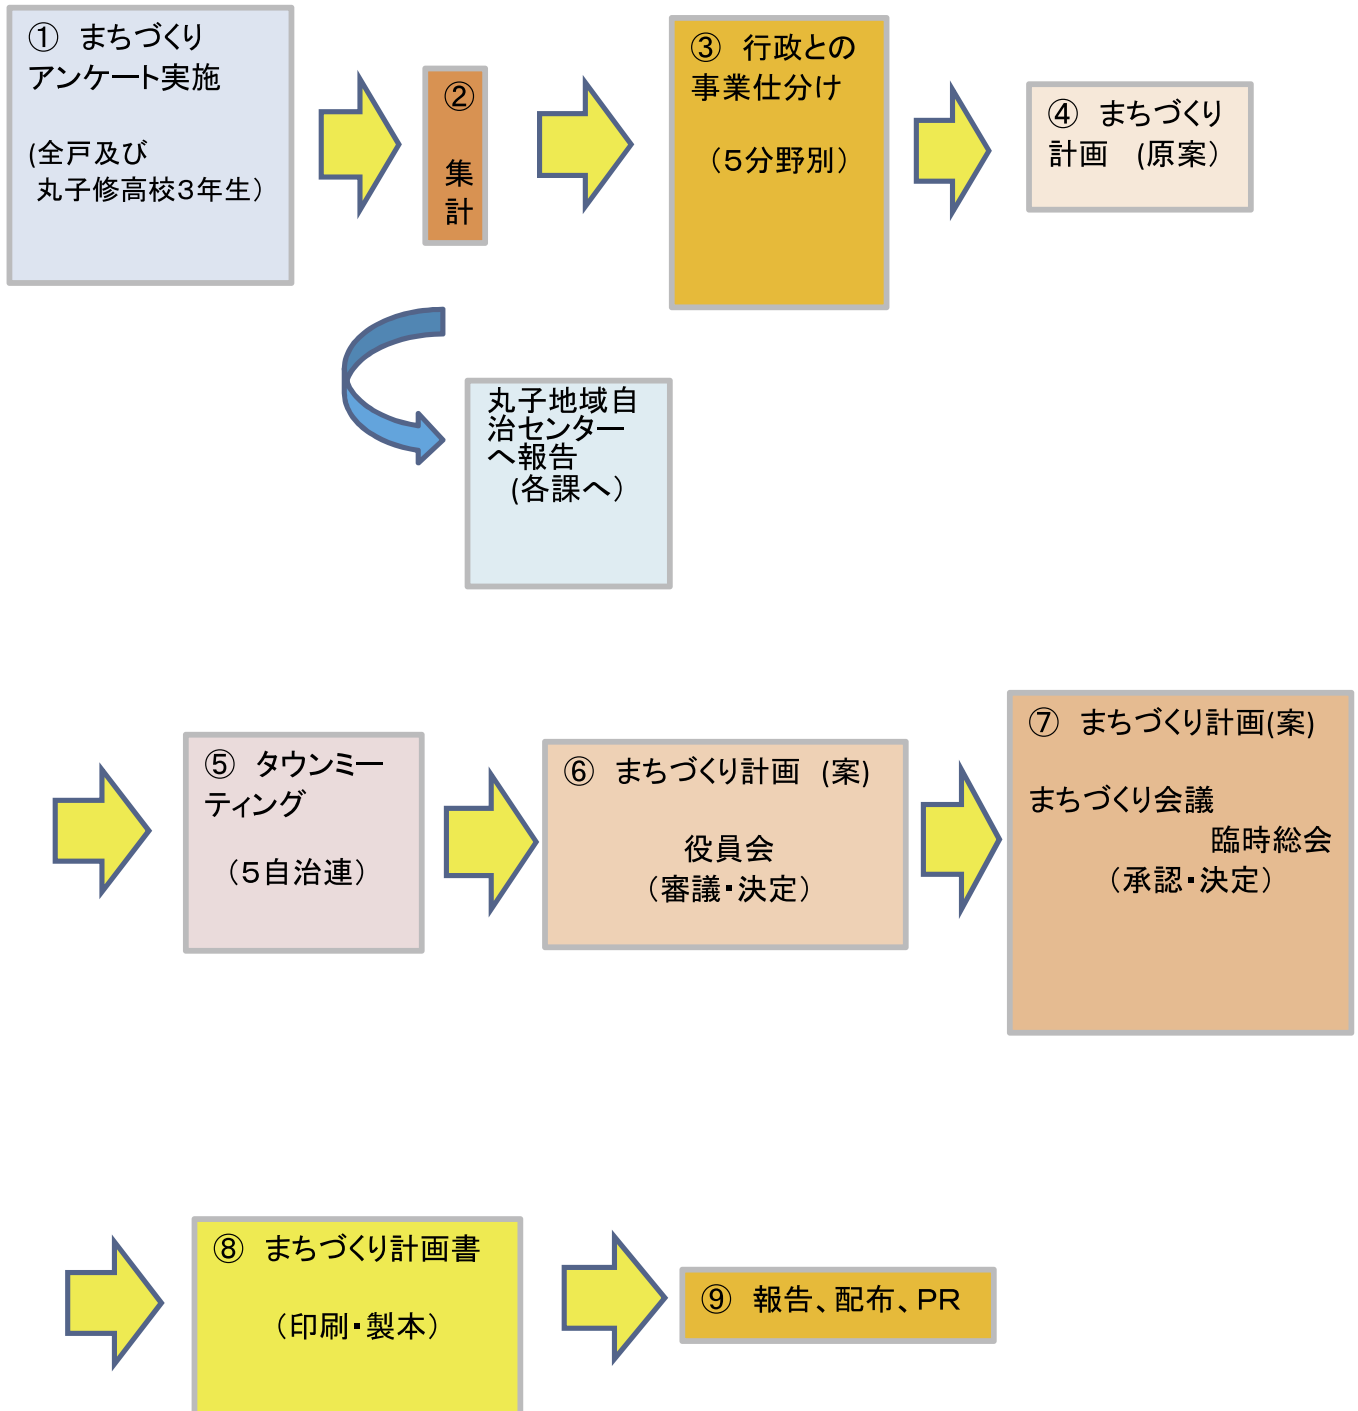 ① まちづくり
アンケート実施
(全戸及び
丸子修高校3年生）
②
集
計
③ 行政との
事業仕分け
（５分野別）
④ まちづくり
計画 (原案）
丸子地域自
治センター
へ報告
(各課へ）
⑤ タウンミー
ティング
（５自治連）
⑥ まちづくり計画 (案)
役員会
（審議・決定）
⑦ まちづくり計画(案)
まちづくり会議
臨時総会
（承認・決定）
⑧ まちづくり計画書
（印刷・製本）
⑨ 報告、配布、ＰＲ